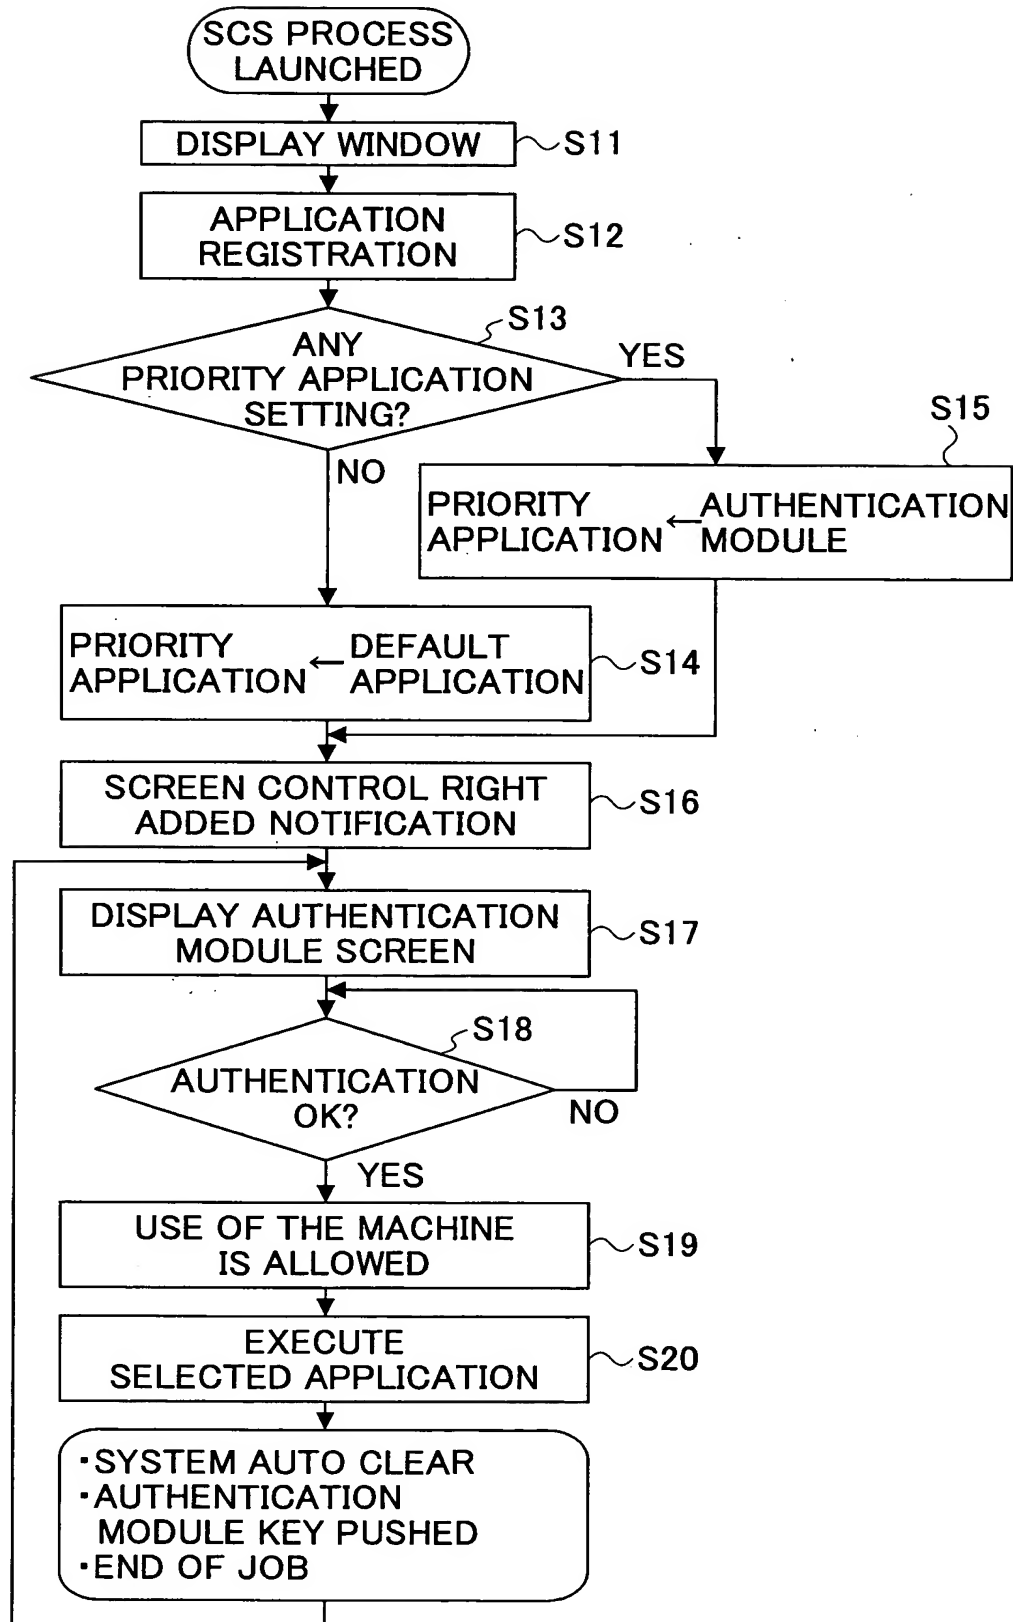 SCS PROCESS
LAUNCHED
DISPLAY WINDOW
S11
APPLICATION
REGISTRATION
S12
S13
ANY
PRIORITY APPLICATION
SETTING?
YES
NO
S15
PRIORITY ← AUTHENTICATION
APPLICATION MODULE
PRIORITY ← DEFAULT
APPLICATION APPLICATION
S14
SCREEN CONTROL RIGHT
ADDED NOTIFICATION
S16
DISPLAY AUTHENTICATION
MODULE SCREEN
S17
S18
AUTHENTICATION
OK?
NO
YES
USE OF THE MACHINE
IS ALLOWED
S19
EXECUTE
SELECTED APPLICATION
S20
・SYSTEM AUTO CLEAR
・AUTHENTICATION
MODULE KEY PUSHED
・END OF JOB